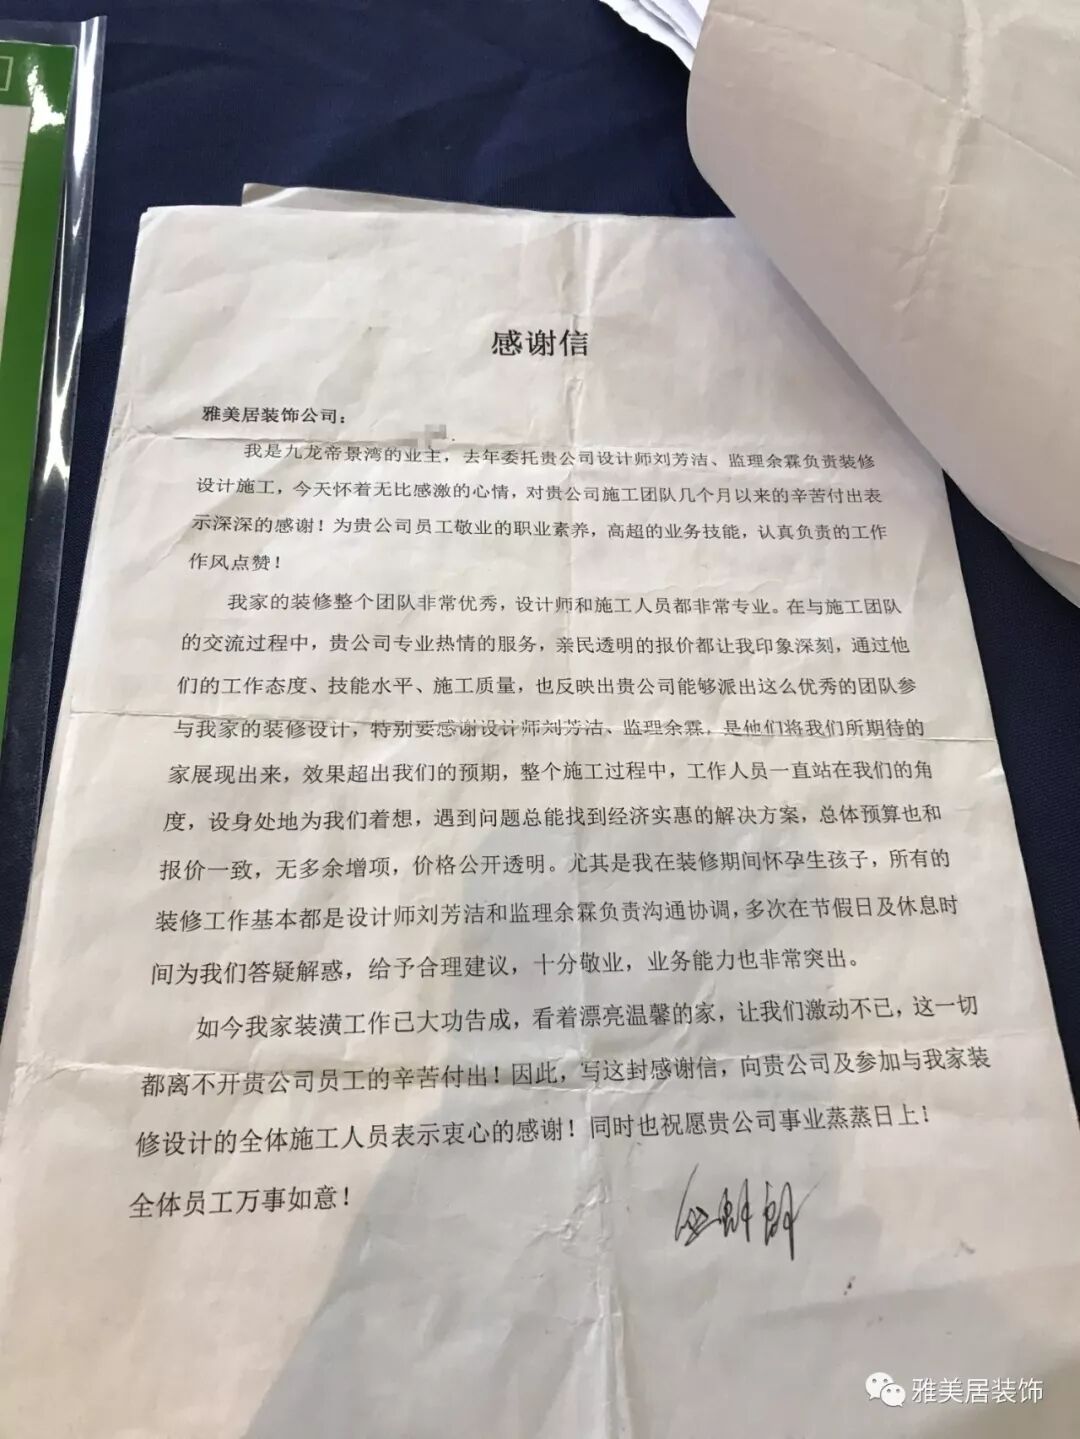 感谢信
雅美居装饰公司：
我是九龙帝景湾的业主，去年委托贵公司设计师刘芳洁、监理余霖负责装修
设计施工，今天怀着无比感激的心情，对贵公司施工团队几个月以来的辛苦付出表
示深深的感谢！为贵公司员工敬业的职业素养，高超的业务技能，认真负责的工作
作风点赞！
我家的装修整个团队非常优秀，设计师和施工人员都非常专业。在与施工团队
的交流过程中，贵公司专业热情的服务，亲民透明的报价都让我印象深刻，通过他
们的工作态度、技能水平、施工质量，也反映出贵公司能够派出这么优秀的团队参
与我家的装修设计，特别要感谢设计师刘芳洁、监理余霖，是他们将我们所期待的
家展现出来，效果超出我们的预期，整个施工过程中，工作人员一直站在我们的角
度，设身处地为我们着想，遇到问题总能找到经济实惠的解决方案，总体预算也和
报价一致，无多余增项，价格公开透明。尤其是我在装修期间怀孕生孩子，所有的
装修工作基本都是设计师刘芳洁和监理余霖负责沟通协调，多次在节假日及休息时
间为我们答疑解惑，给予合理建议，十分敬业，业务能力也非常突出。
如今我家装潢工作已大功告成，看着漂亮温馨的家，让我们激动不已，这一切
都离不开贵公司员工的辛苦付出！因此，写这封感谢信，向贵公司及参加与我家装
修设计的全体施工人员表示衷心的感谢！同时也祝愿贵公司事业蒸蒸日上！
全体员工万事如意！
雅美居装饰